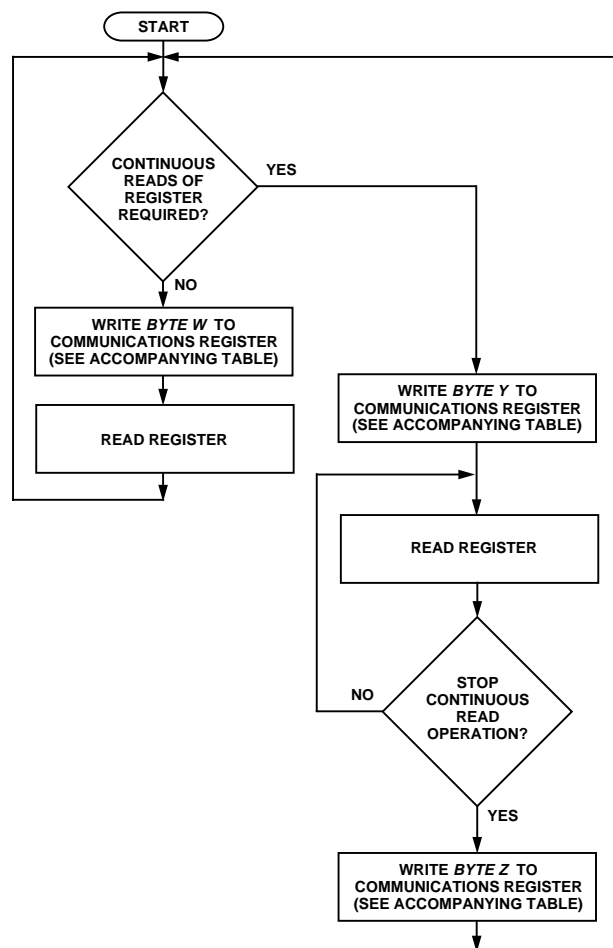 START
CONTINUOUS
READS OF
REGISTER
REQUIRED?
YES
NO
WRITE BYTE W TO
COMMUNICATIONS REGISTER
(SEE ACCOMPANYING TABLE)
READ REGISTER
WRITE BYTE Y TO
COMMUNICATIONS REGISTER
(SEE ACCOMPANYING TABLE)
READ REGISTER
STOP
CONTINUOUS
READ
OPERATION?
NO
YES
WRITE BYTE Z TO
COMMUNICATIONS REGISTER
(SEE ACCOMPANYING TABLE)